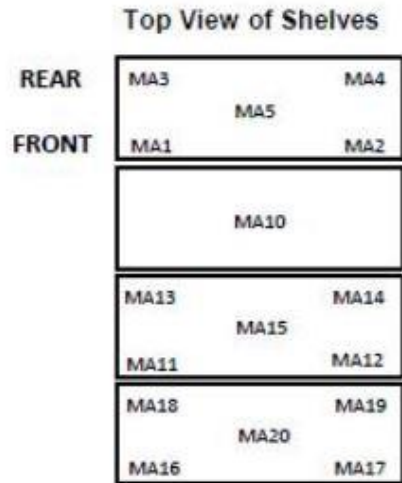 Top View of Shelves
REAR MA3 MA4
MA5
FRONT MA1 MA2
MA10
MA13 MA14
MA15
MA11 MA12
MA18 MA19
MA20
MA16 MA17